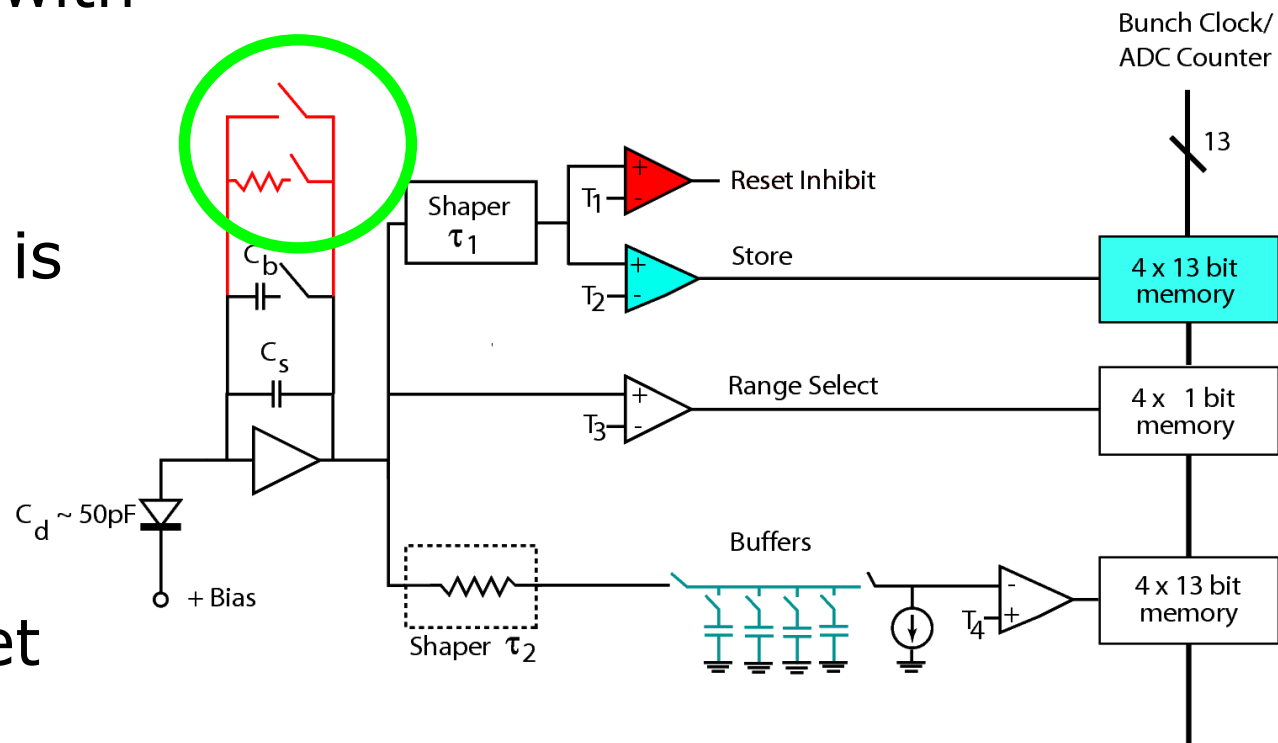 with
Bunch Clock/
ADC Counter
13
Shaper
τ1
T1
+
-
Reset Inhibit
is
Cb
T2
+
-
Store
4 x 13 bit
memory
Cs
T3
+
-
Range Select
4 x 1 bit
memory
Cd ~ 50pF
+ Bias
Buffers
Shaper τ2
T4
-
+
4 x 13 bit
memory
et